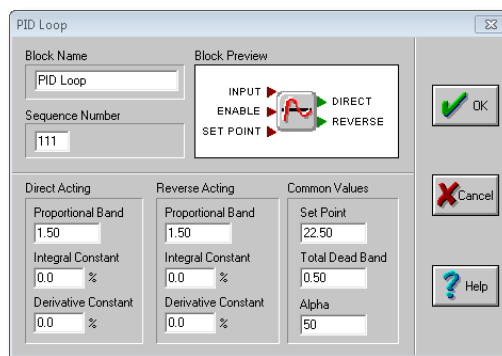 PID Loop
Block Name
PID Loop
Sequence Number
111
Block Preview
INPUT
ENABLE
SET POINT
DIRECT
REVERSE
OK
Cancel
Help
Direct Acting
Proportional Band
1.50
Integral Constant
0.0 %
Derivative Constant
0.0 %
Reverse Acting
Proportional Band
1.50
Integral Constant
0.0 %
Derivative Constant
0.0 %
Common Values
Set Point
22.50
Total Dead Band
0.50
Alpha
50